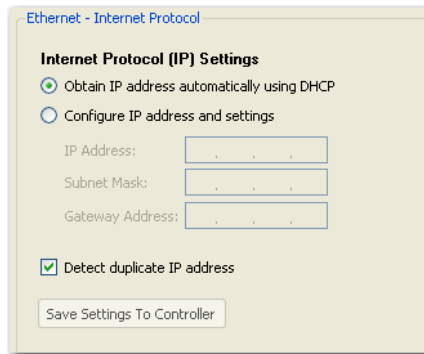 Ethernet - Internet Protocol
Internet Protocol (IP) Settings
Obtain IP address automatically using DHCP
Configure IP address and settings
IP Address:
Subnet Mask:
Gateway Address:
Detect duplicate IP address
Save Settings To Controller